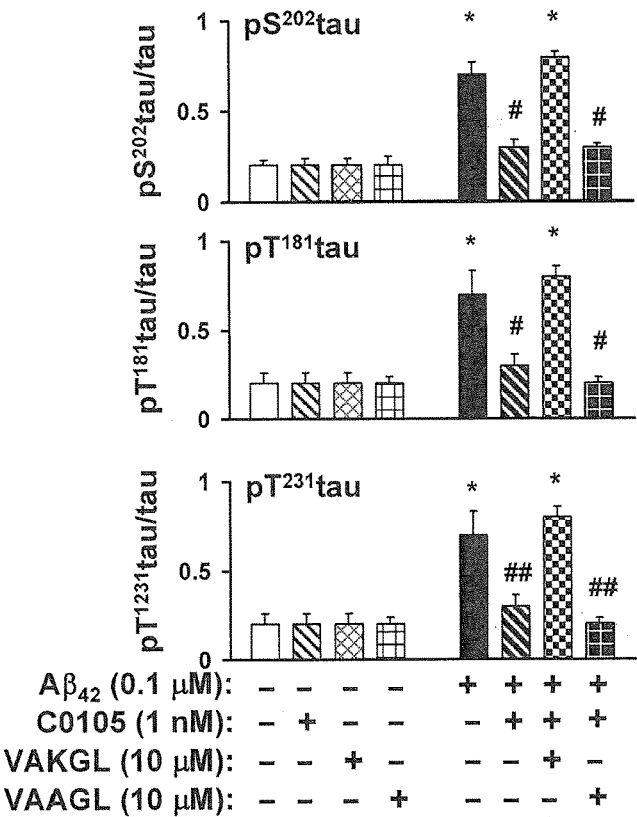 pS²⁰²tau
pS²⁰²tau/tau
1
0.5
0
* # * #
pT¹⁸¹tau
pT¹⁸¹tau/tau
1
0.5
0
* # * #
pT²³¹tau
pT¹²³¹tau/tau
1
0.5
0
* ## * ##
Aβ₄₂ (0.1 μM): – – – – + + + +
C0105 (1 nM): – + – – – + + +
VAKGL (10 μM): – – + – – – + –
VAAGL (10 μM): – – – + – – – +